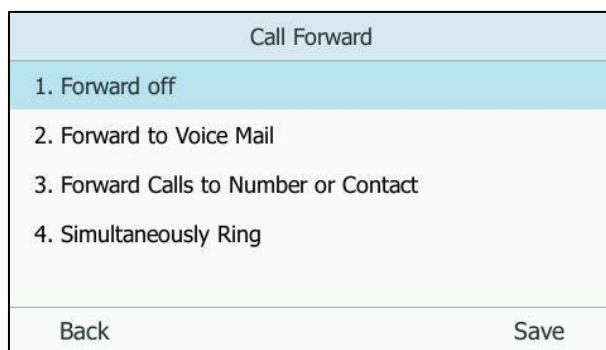 Call Forward
1. Forward off
2. Forward to Voice Mail
3. Forward Calls to Number or Contact
4. Simultaneously Ring
Back Save